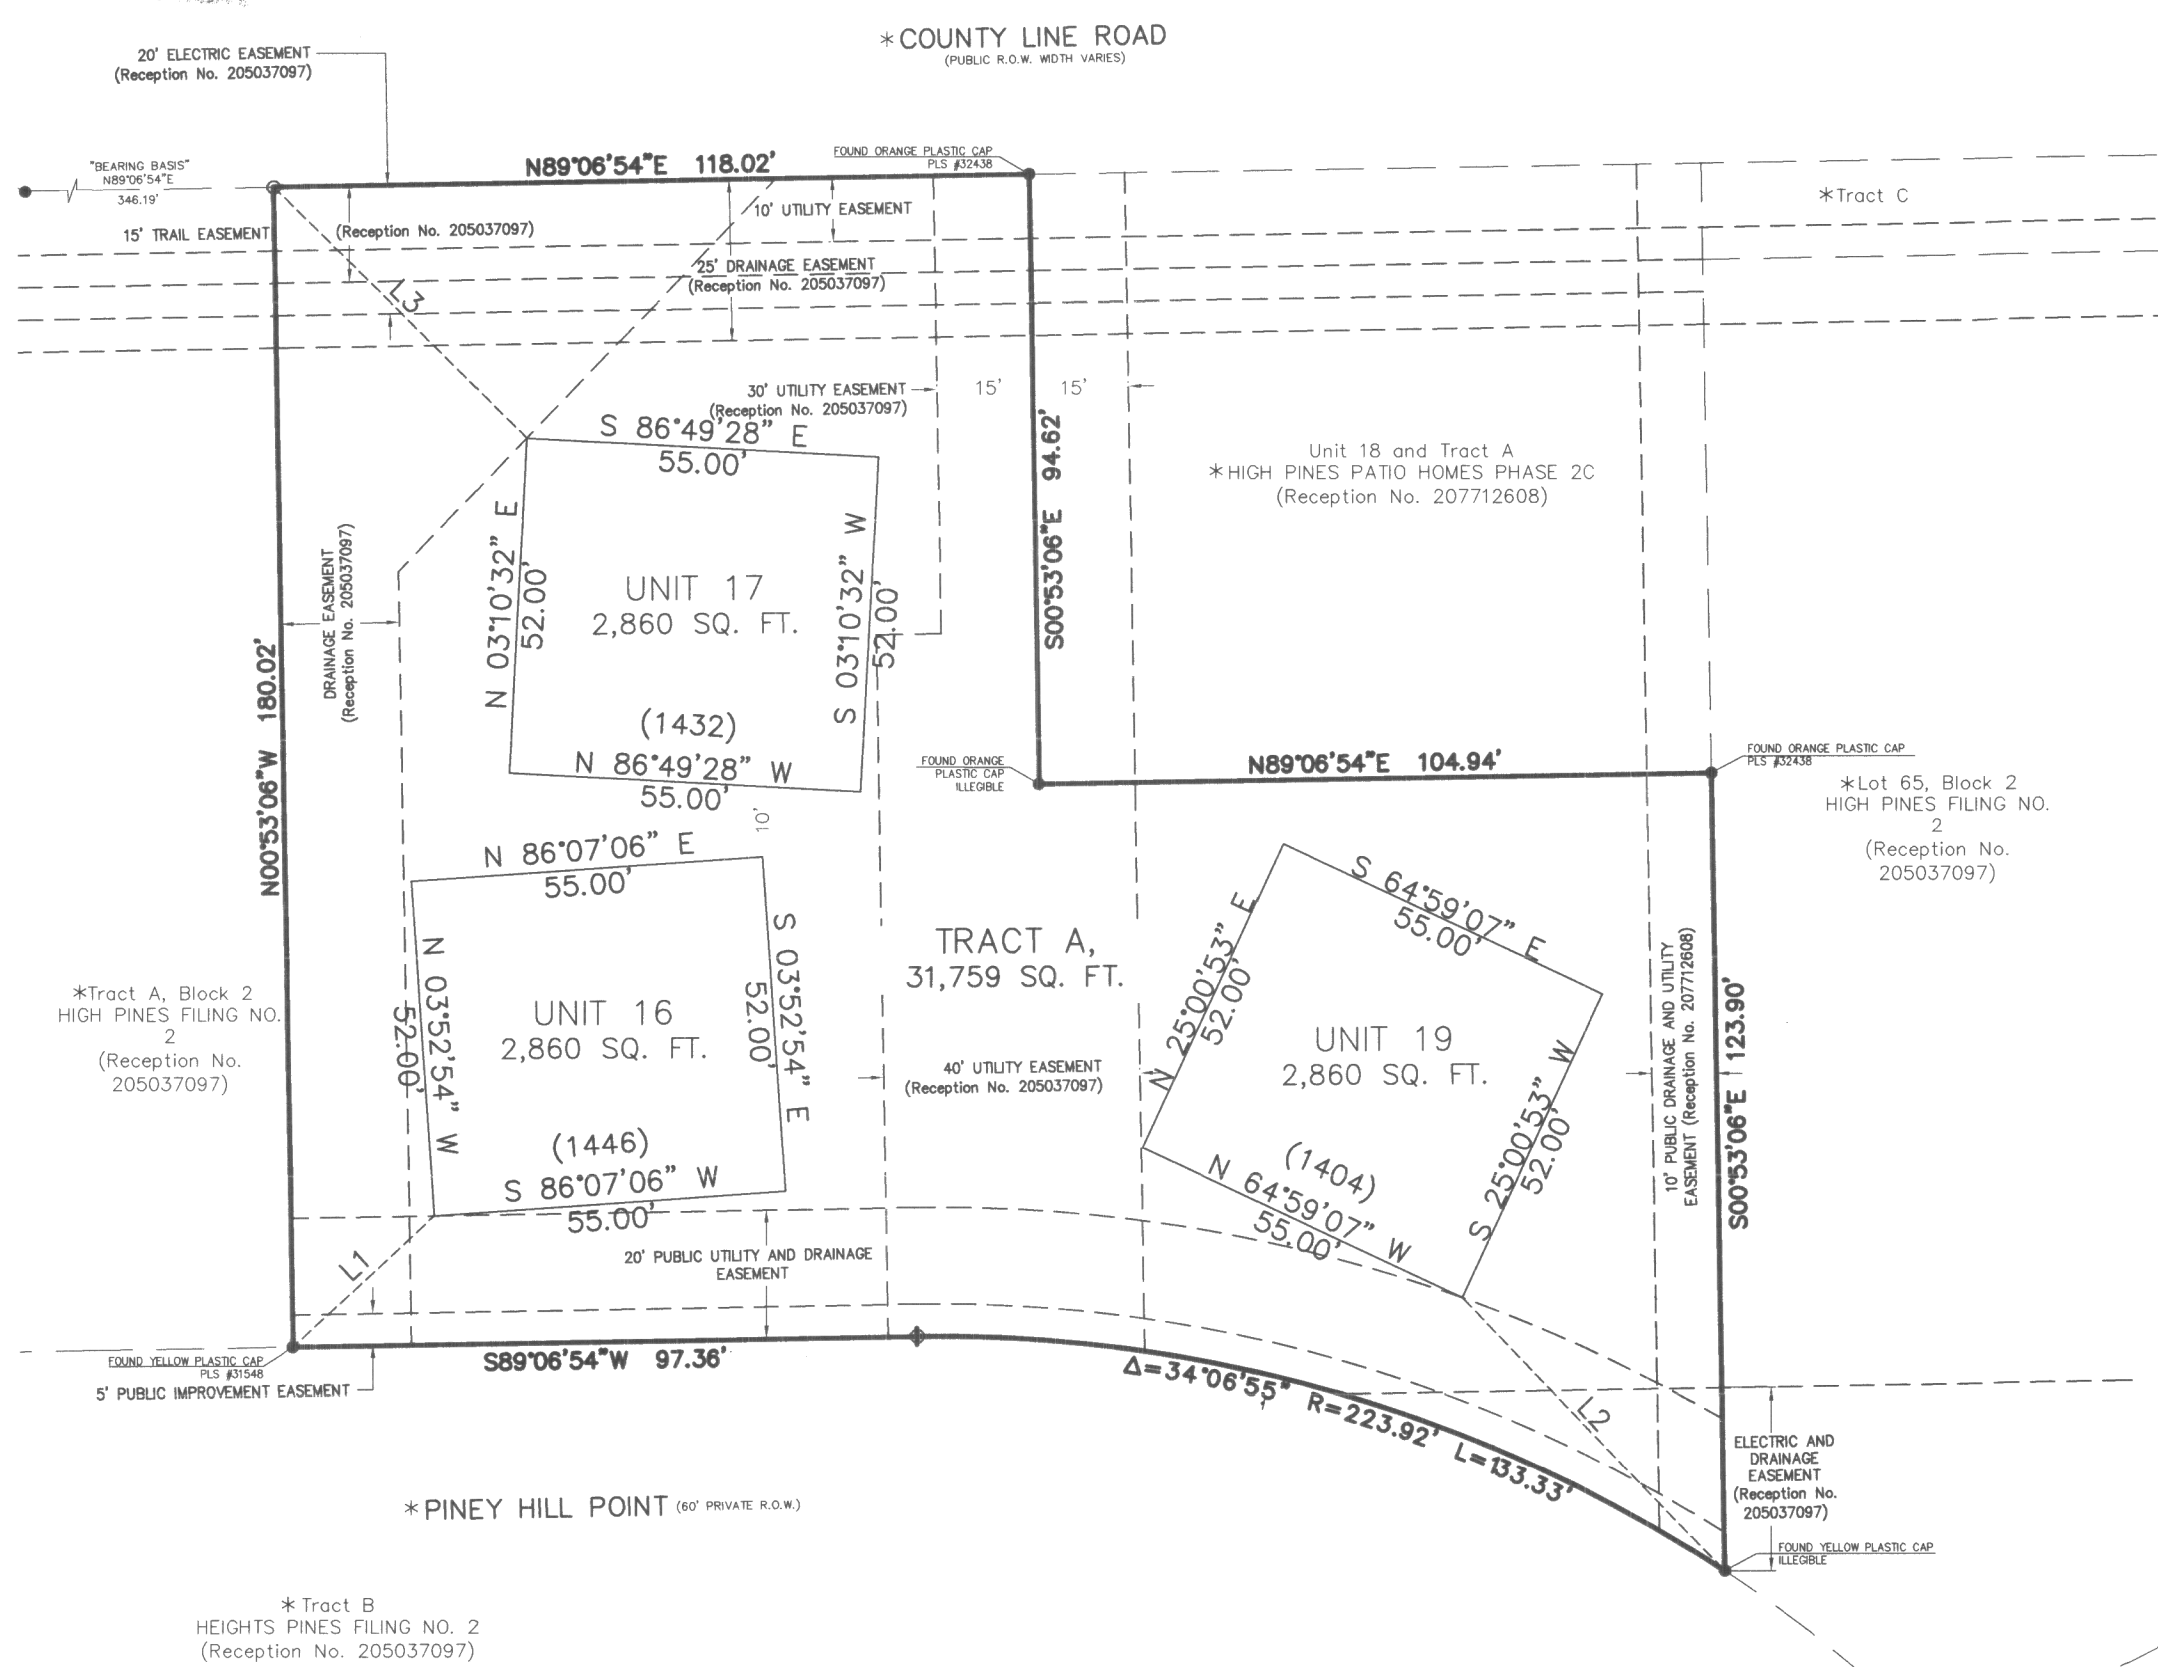 20' ELECTRIC EASEMENT
(Reception No. 205037097)
*COUNTY LINE ROAD
(PUBLIC R.O.W. WIDTH VARIES)
"BEARING BASIS"
N89°06'54"E
346.19'
N89°06'54"E 118.02'
FOUND ORANGE PLASTIC CAP
PLS #32438
*Tract C
15' TRAIL EASEMENT
(Reception No. 205037097)
10' UTILITY EASEMENT
25' DRAINAGE EASEMENT
(Reception No. 205037097)
L3
30' UTILITY EASEMENT
(Reception No. 205037097)
15'
15'
S 86°49'28" E
55.00'
N 03°10'32" E
52.00'
UNIT 17
2,860 SQ. FT.
S 03°10'32" W
52.00'
(1432)
N 86°49'28" W
55.00'
S00°53'06"E 94.62'
Unit 18 and Tract A
*HIGH PINES PATIO HOMES PHASE 2C
(Reception No. 207712608)
DRAINAGE EASEMENT
(Reception No. 205037097)
N00°53'06"W 180.02'
FOUND ORANGE
PLASTIC CAP
ILLEGIBLE
N89°06'54"E 104.94'
FOUND ORANGE PLASTIC CAP
PLS #32438
*Lot 65, Block 2
HIGH PINES FILING NO.
2
(Reception No.
205037097)
10'
N 86°07'06" E
55.00'
N 03°52'54" W
52.00'
UNIT 16
2,860 SQ. FT.
S 03°52'54" E
52.00'
(1446)
S 86°07'06" W
55.00'
TRACT A,
31,759 SQ. FT.
40' UTILITY EASEMENT
(Reception No. 205037097)
S 64°59'07" E
55.00'
N 25°00'53" E
52.00'
UNIT 19
2,860 SQ. FT.
S 25°00'53" W
52.00'
(1404)
N 64°59'07" W
55.00'
10' PUBLIC DRAINAGE AND UTILITY
EASEMENT (Reception No. 207712608)
S00°53'06"E 123.90'
*Tract A, Block 2
HIGH PINES FILING NO.
2
(Reception No.
205037097)
L1
20' PUBLIC UTILITY AND DRAINAGE
EASEMENT
FOUND YELLOW PLASTIC CAP
PLS #31548
5' PUBLIC IMPROVEMENT EASEMENT
S89°06'54"W 97.36'
Δ=34°06'55" R=223.92' L=133.33'
L2
ELECTRIC AND
DRAINAGE
EASEMENT
(Reception No.
205037097)
FOUND YELLOW PLASTIC CAP
ILLEGIBLE
*PINEY HILL POINT (60' PRIVATE R.O.W.)
*Tract B
HEIGHTS PINES FILING NO. 2
(Reception No. 205037097)